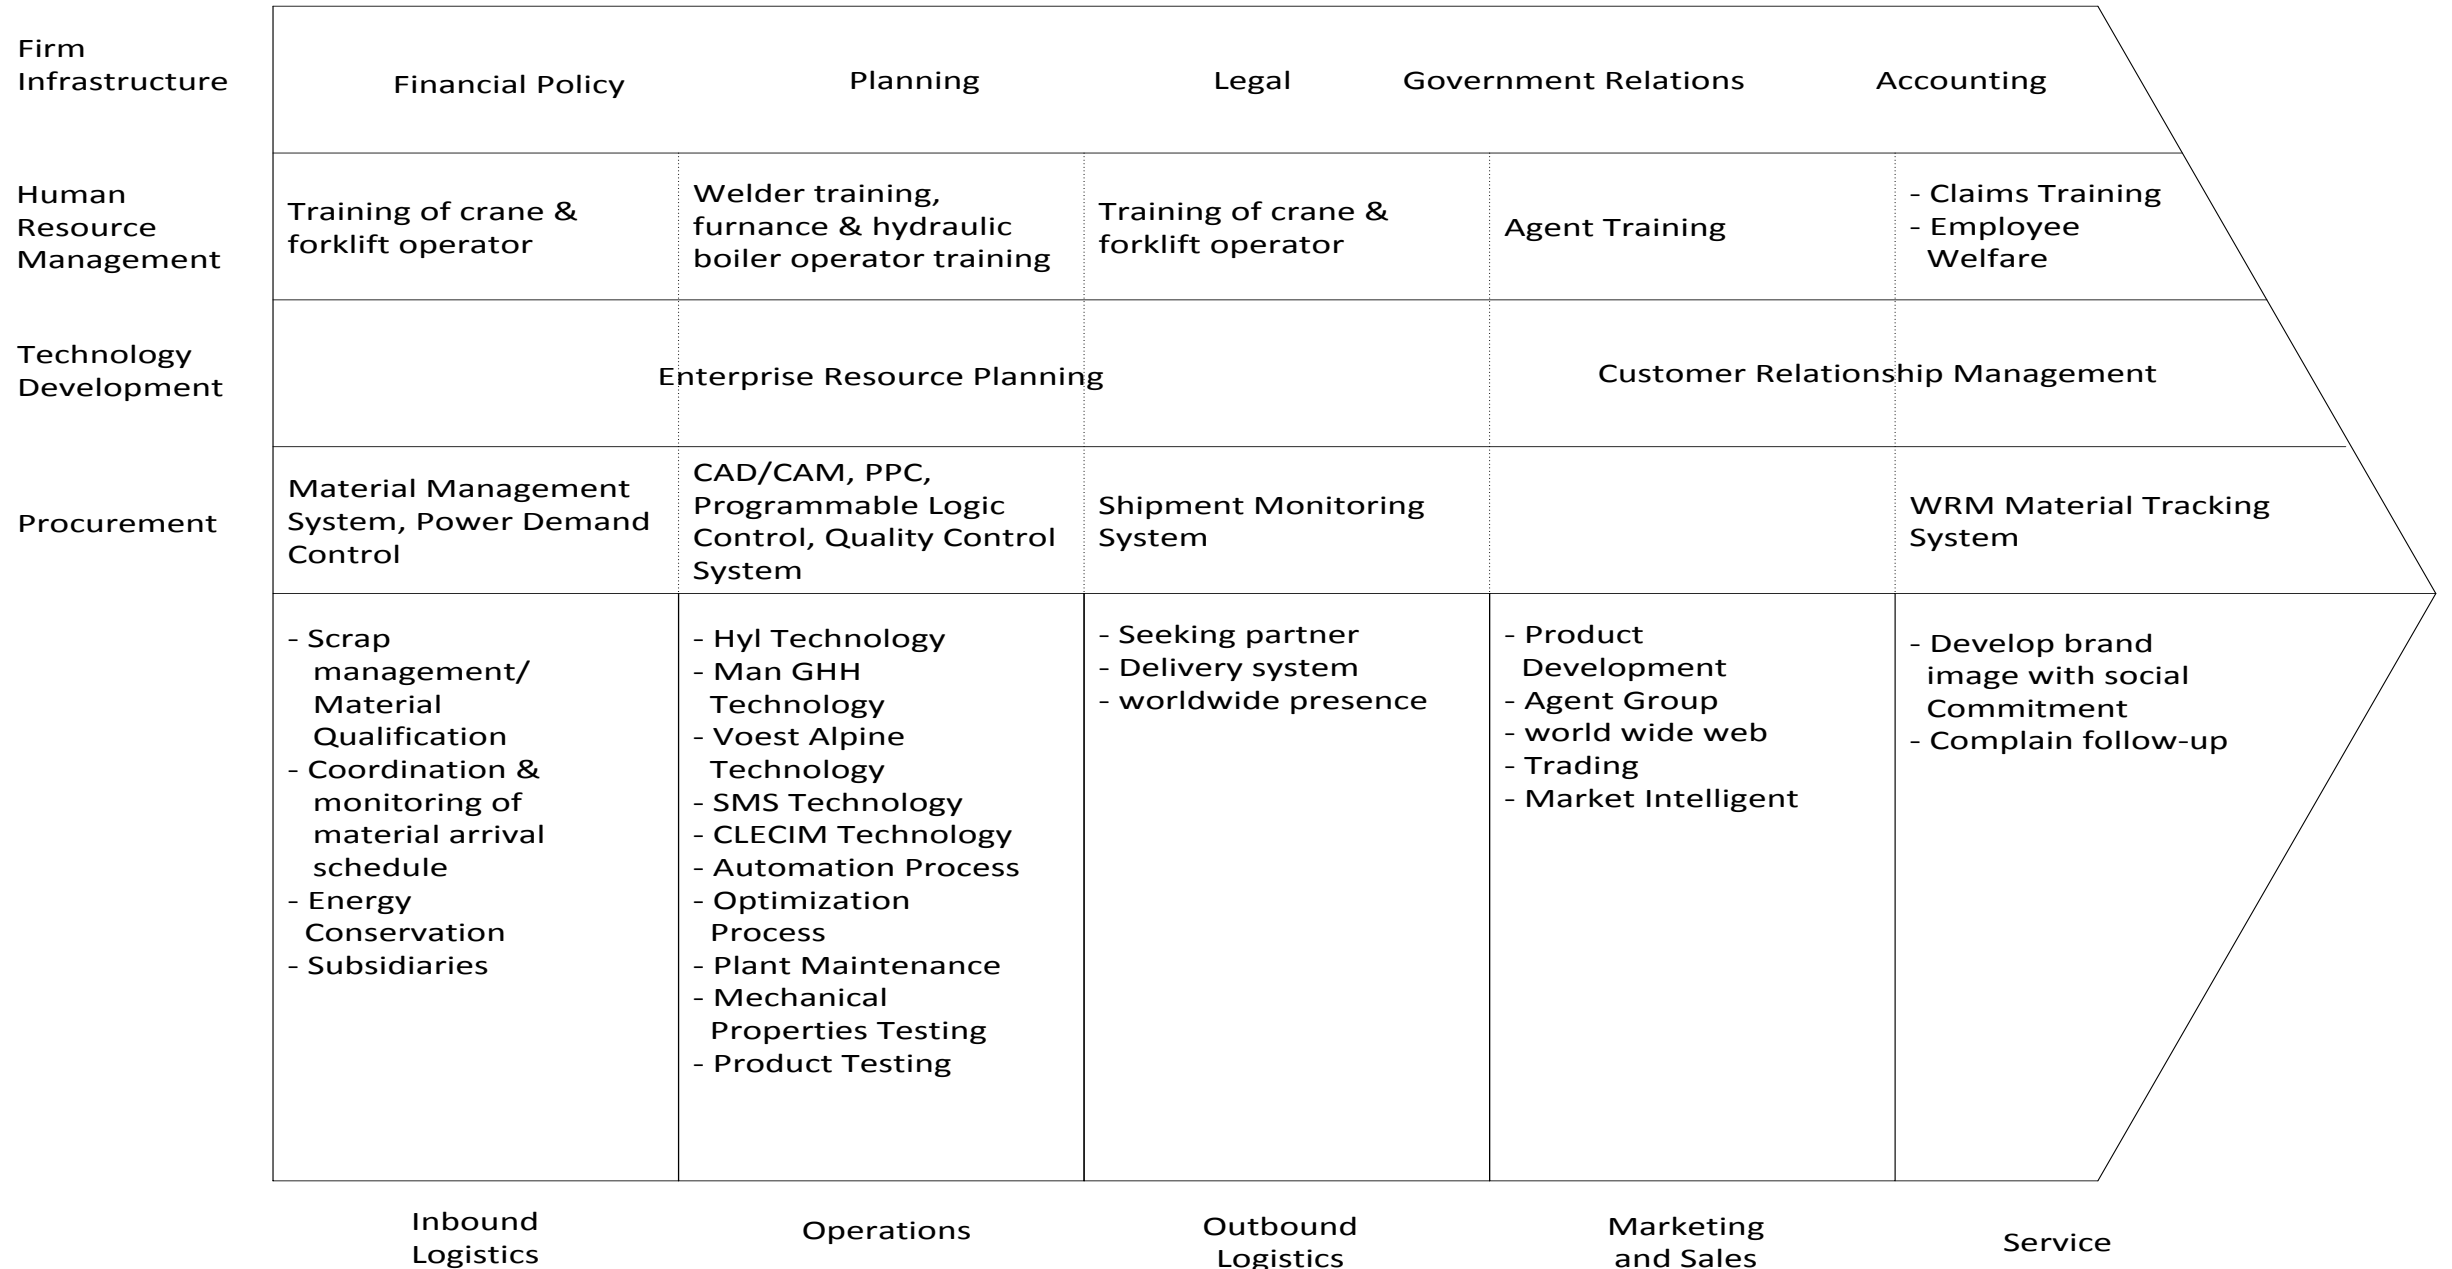 Firm
Infrastructure
Financial Policy
Planning
Legal
Government Relations
Accounting
Human
Resource
Management
Training of crane &
forklift operator
Welder training,
furnance & hydraulic
boiler operator training
Training of crane &
forklift operator
Agent Training
- Claims Training
- Employee
Welfare
Technology
Development
Enterprise Resource Planning
Customer Relationship Management
Procurement
Material Management
System, Power Demand
Control
CAD/CAM, PPC,
Programmable Logic
Control, Quality Control
System
Shipment Monitoring
System
WRM Material Tracking
System
- Scrap
management/
Material
Qualification
- Coordination &
monitoring of
material arrival
schedule
- Energy
Conservation
- Subsidiaries
- Hyl Technology
- Man GHH
Technology
- Voest Alpine
Technology
- SMS Technology
- CLECIM Technology
- Automation Process
- Optimization
Process
- Plant Maintenance
- Mechanical
Properties Testing
- Product Testing
- Seeking partner
- Delivery system
- worldwide presence
- Product
Development
- Agent Group
- world wide web
- Trading
- Market Intelligent
- Develop brand
image with social
Commitment
- Complain follow-up
Inbound
Logistics
Operations
Outbound
Logistics
Marketing
and Sales
Service